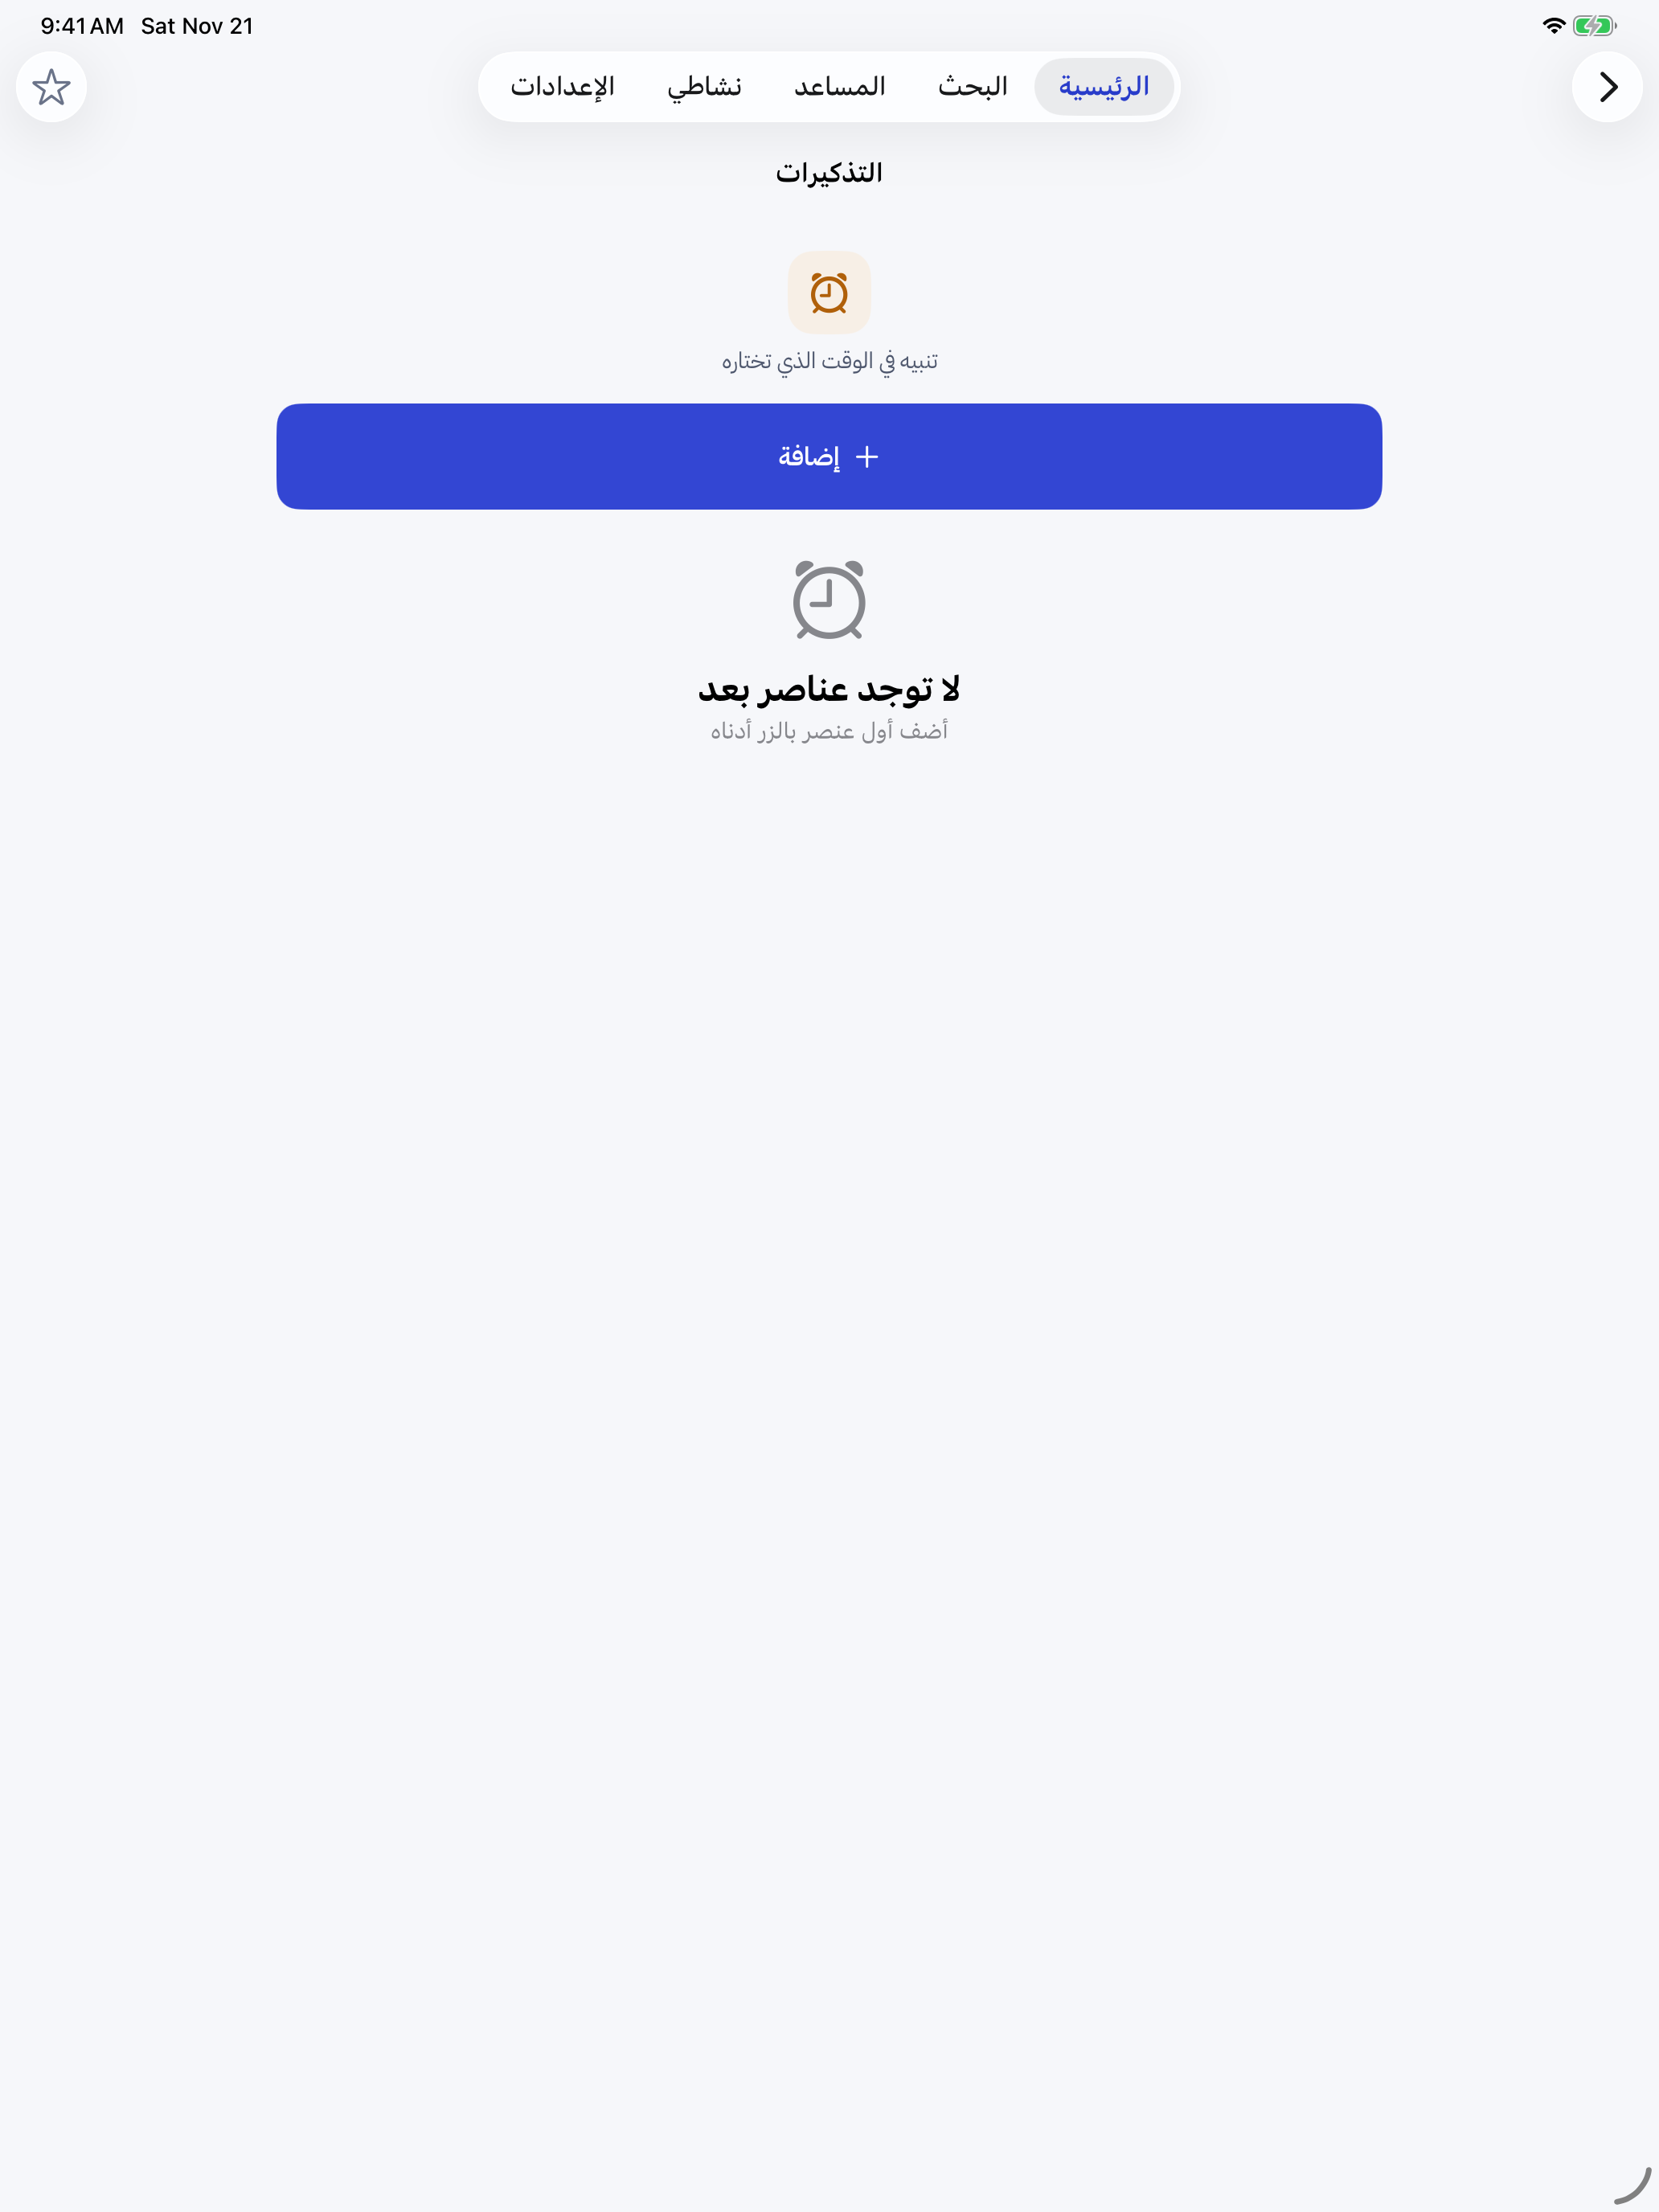 9:41 AM Sat Nov 21
الرئيسية البحث المساعد نشاطي الإعدادات
التذكيرات
تنبيه في الوقت الذي تختاره
إضافة
لا توجد عناصر بعد
أضف أول عنصر بالزر أدناه